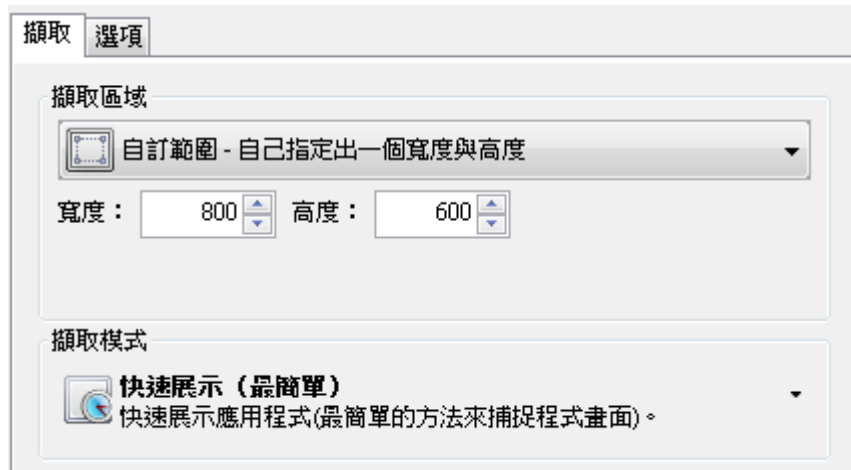 擷取 選項
擷取區域
自訂範圍 - 自己指定出一個寬度與高度
寬度： 800 高度： 600
擷取模式
快速展示（最簡單）
快速展示應用程式(最簡單的方法來捕捉程式畫面)。